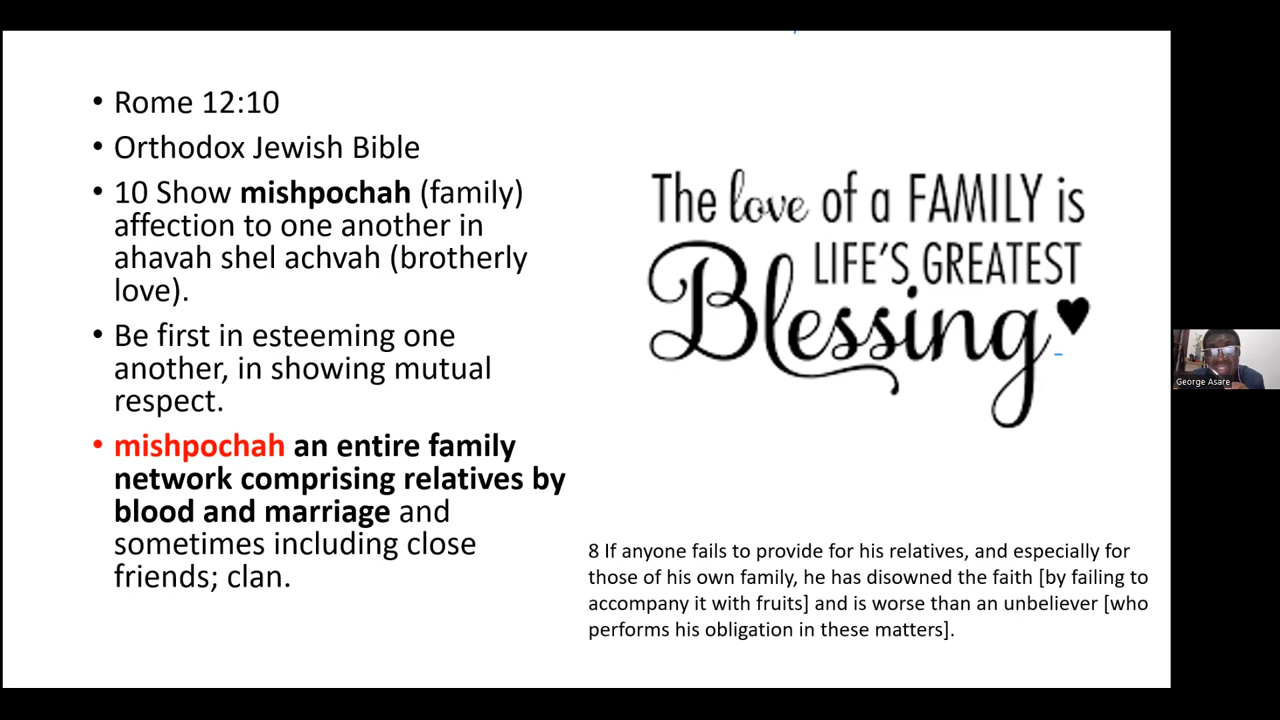 • Rome 12:10
• Orthodox Jewish Bible
• 10 Show mishpochah (family)
affection to one another in
ahavah shel achvah (brotherly
love).
• Be first in esteeming one
another, in showing mutual
respect.
• mishpochah an entire family
network comprising relatives by
blood and marriage and
sometimes including close
friends; clan.
The love of a FAMILY is
LIFE'S GREATEST
Blessing
8 If anyone fails to provide for his relatives, and especially for
those of his own family, he has disowned the faith [by failing to
accompany it with fruits] and is worse than an unbeliever [who
performs his obligation in these matters].
George Asare